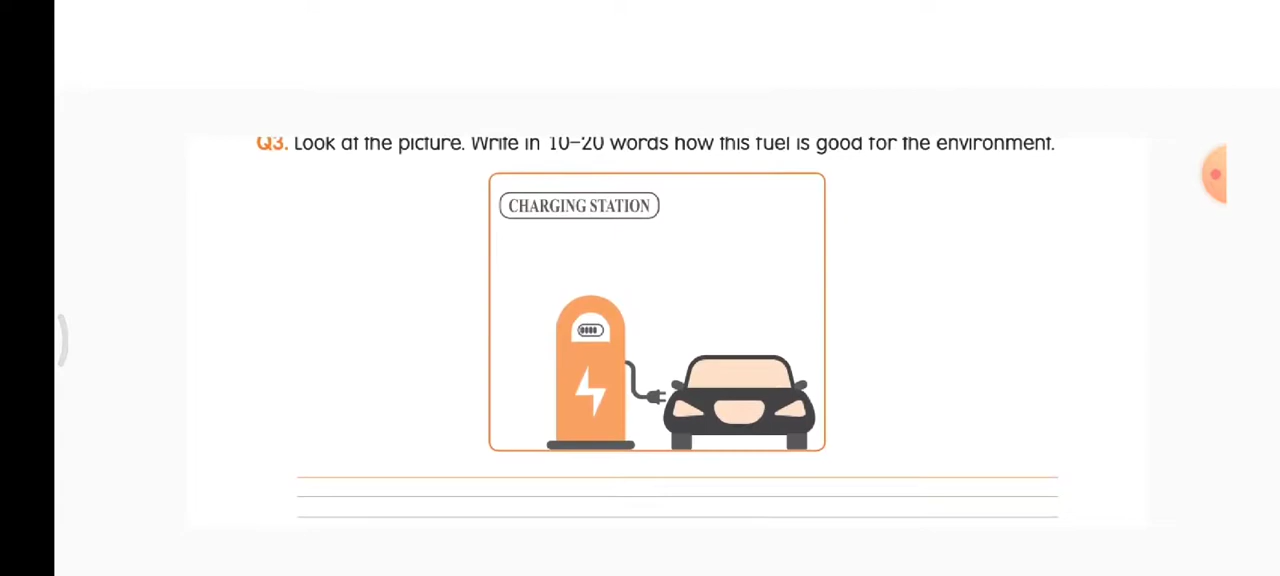 Q3. Look at the picture. Write in 10–20 words how this fuel is good for the environment.
CHARGING STATION